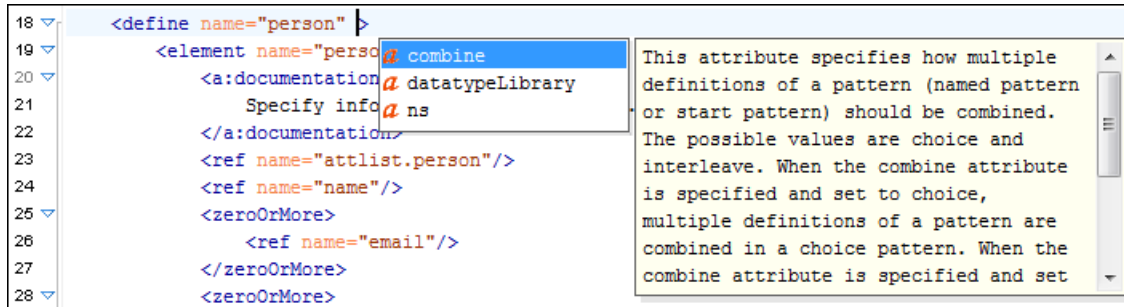 18 <define name="person" >
19 <element name="perso
20 <a:documentation
21 Specify info
22 </a:documentation>
23 <ref name="attlist.person"/>
24 <ref name="name"/>
25 <zeroOrMore>
26 <ref name="email"/>
27 </zeroOrMore>
28 <zeroOrMore>
a combine
a datatypeLibrary
a ns
This attribute specifies how multiple
definitions of a pattern (named pattern
or start pattern) should be combined.
The possible values are choice and
interleave. When the combine attribute
is specified and set to choice,
multiple definitions of a pattern are
combined in a choice pattern. When the
combine attribute is specified and set